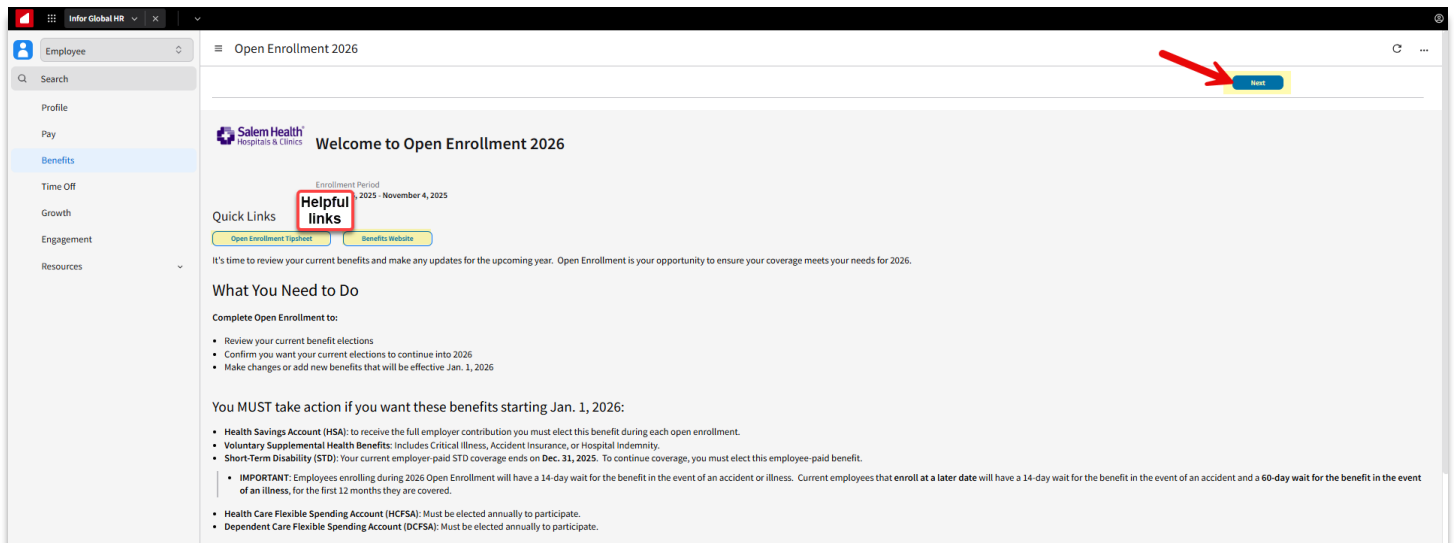 Infor Global HR
Employee
Open Enrollment 2026
Search
Next
Profile
Pay
Benefits
Time Off
Growth
Engagement
Resources
Salem Health
Hospitals & Clinics
Welcome to Open Enrollment 2026
Enrollment Period
, 2025 - November 4, 2025
Helpful
links
Quick Links
Open Enrollment Tipsheet Benefits Website
It's time to review your current benefits and make any updates for the upcoming year. Open Enrollment is your opportunity to ensure your coverage meets your needs for 2026.
What You Need to Do
Complete Open Enrollment to:
• Review your current benefit elections
• Confirm you want your current elections to continue into 2026
• Make changes or add new benefits that will be effective Jan. 1, 2026
You MUST take action if you want these benefits starting Jan. 1, 2026:
• Health Savings Account (HSA): to receive the full employer contribution you must elect this benefit during each open enrollment.
• Voluntary Supplemental Health Benefits: Includes Critical Illness, Accident Insurance, or Hospital Indemnity.
• Short-Term Disability (STD): Your current employer-paid STD coverage ends on Dec. 31, 2025. To continue coverage, you must elect this employee-paid benefit.
• IMPORTANT: Employees enrolling during 2026 Open Enrollment will have a 14-day wait for the benefit in the event of an accident or illness. Current employees that enroll at a later date will have a 14-day wait for the benefit in the event of an accident and a 60-day wait for the benefit in the event
of an illness, for the first 12 months they are covered.
• Health Care Flexible Spending Account (HCFSA): Must be elected annually to participate.
• Dependent Care Flexible Spending Account (DCFSA): Must be elected annually to participate.